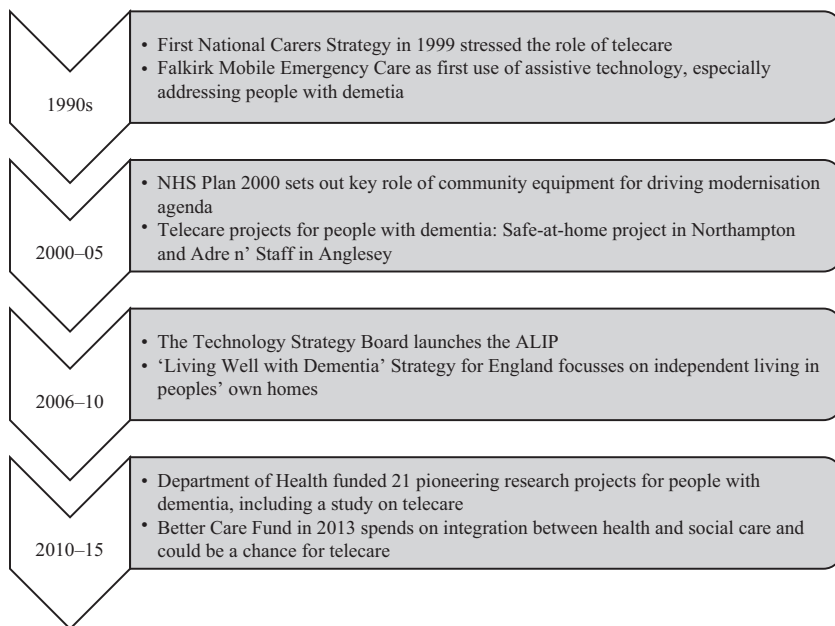 1990s
• First National Carers Strategy in 1999 stressed the role of telecare
• Falkirk Mobile Emergency Care as first use of assistive technology, especially
addressing people with demetia
2000–05
• NHS Plan 2000 sets out key role of community equipment for driving modernisation
agenda
• Telecare projects for people with dementia: Safe-at-home project in Northampton
and Adre n’ Staff in Anglesey
2006–10
• The Technology Strategy Board launches the ALIP
• ‘Living Well with Dementia’ Strategy for England focusses on independent living in
peoples’ own homes
2010–15
• Department of Health funded 21 pioneering research projects for people with
dementia, including a study on telecare
• Better Care Fund in 2013 spends on integration between health and social care and
could be a chance for telecare